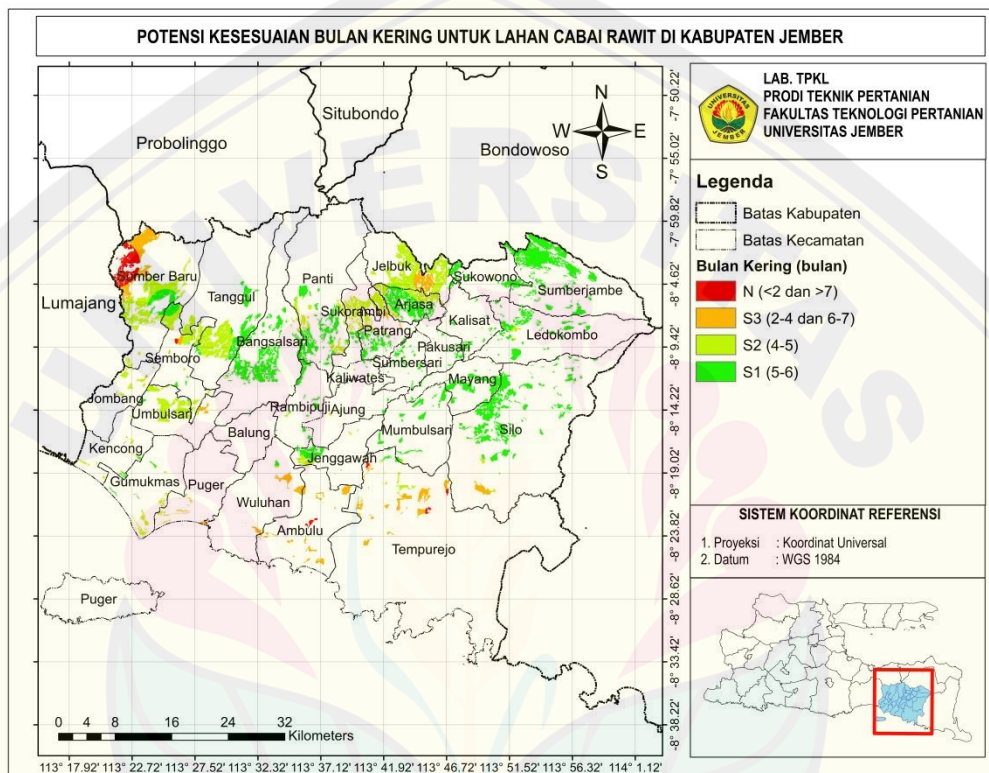 POTENSI KESESUAIAN BULAN KERING UNTUK LAHAN CABAI RAWIT DI KABUPATEN JEMBER
LAB. TPKL
PRODI TEKNIK PERTANIAN
FAKULTAS TEKNOLOGI PERTANIAN
UNIVERSITAS JEMBER
UNIVERSITAS
JEMBER
Legenda
Batas Kabupaten
Batas Kecamatan
Bulan Kering (bulan)
N (<2 dan >7)
S3 (2-4 dan 6-7)
S2 (4-5)
S1 (5-6)
SISTEM KOORDINAT REFERENSI
1. Proyeksi : Koordinat Universal
2. Datum : WGS 1984
N
W E
S
Situbondo
Probolinggo
Bondowoso
Lumajang
Sumber Baru
Tanggul
Panti
Jelbuk
Sukowono
Sumberjambe
Sukorambi
Arjasa
Patrang
Kalisat
Ledokombo
Bangsalsari
Pakusari
Semboro
Sumbersari
Kaliwates
Mayang
Jombang
Umbulsari
Rambipuji
Ajung
Silo
Balung
Mumbulsari
Kencong
Jenggawah
Gumukmas
Puger
Wuluhan
Ambulu
Tempurejo
Puger
0 4 8 16 24 32
Kilometers
113° 17.92' 113° 22.72' 113° 27.52' 113° 32.32' 113° 37.12' 113° 41.92' 113° 46.72' 113° 51.52' 113° 56.32' 114° 1.12'
-7° 50.22'
-7° 55.02'
-7° 59.82'
-8° 4.62'
-8° 9.42'
-8° 14.22'
-8° 19.02'
-8° 23.82'
-8° 28.62'
-8° 33.42'
-8° 38.22'
UNIVERSITAS